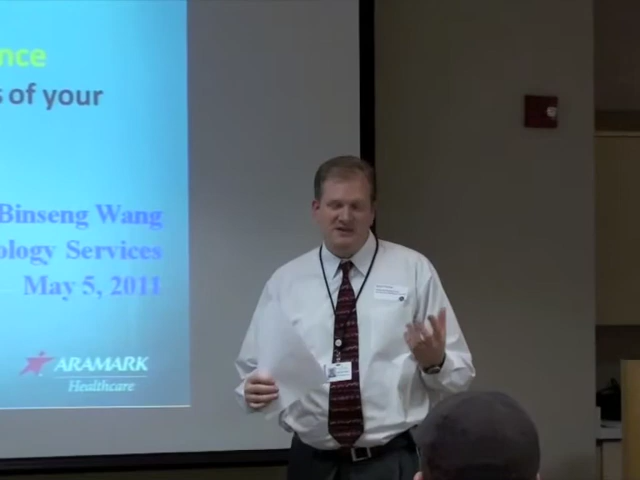 nce
s of your
Binseng Wang
ology Services
May 5, 2011
ARAMARK
Healthcare